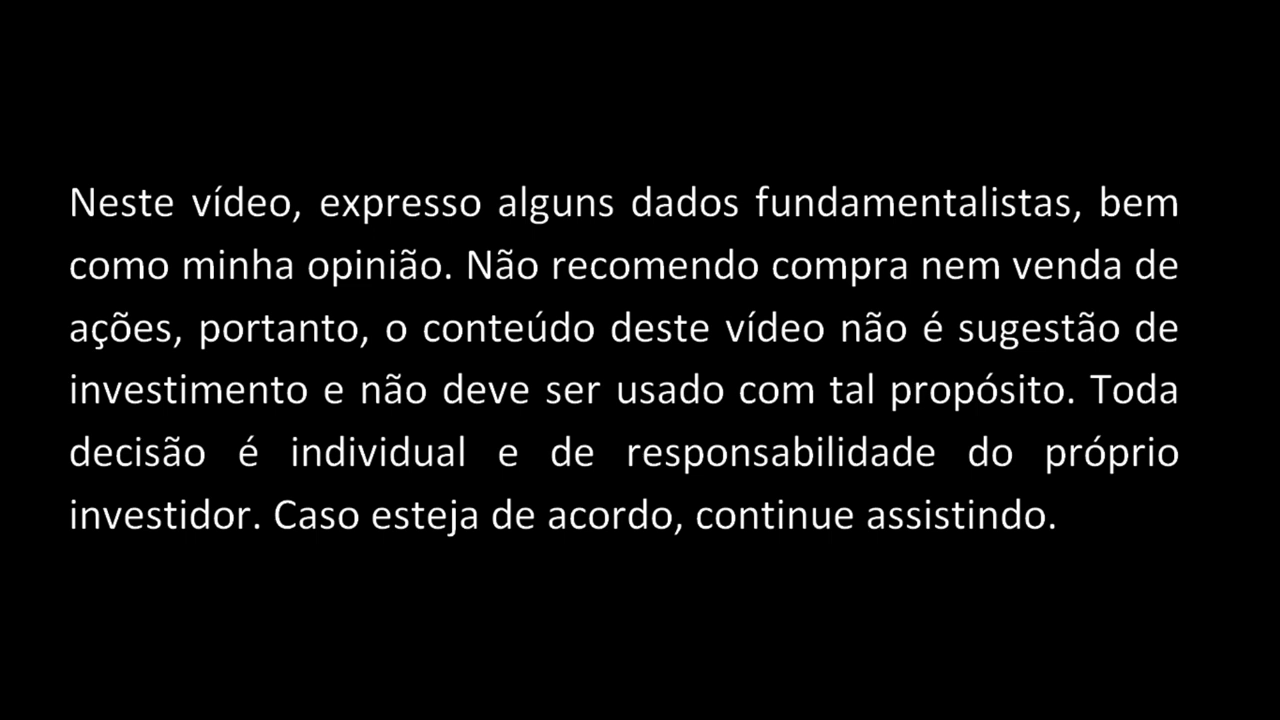 Neste vídeo, expresso alguns dados fundamentalistas, bem
como minha opinião. Não recomendo compra nem venda de
ações, portanto, o conteúdo deste vídeo não é sugestão de
investimento e não deve ser usado com tal propósito. Toda
decisão é individual e de responsabilidade do próprio
investidor. Caso esteja de acordo, continue assistindo.